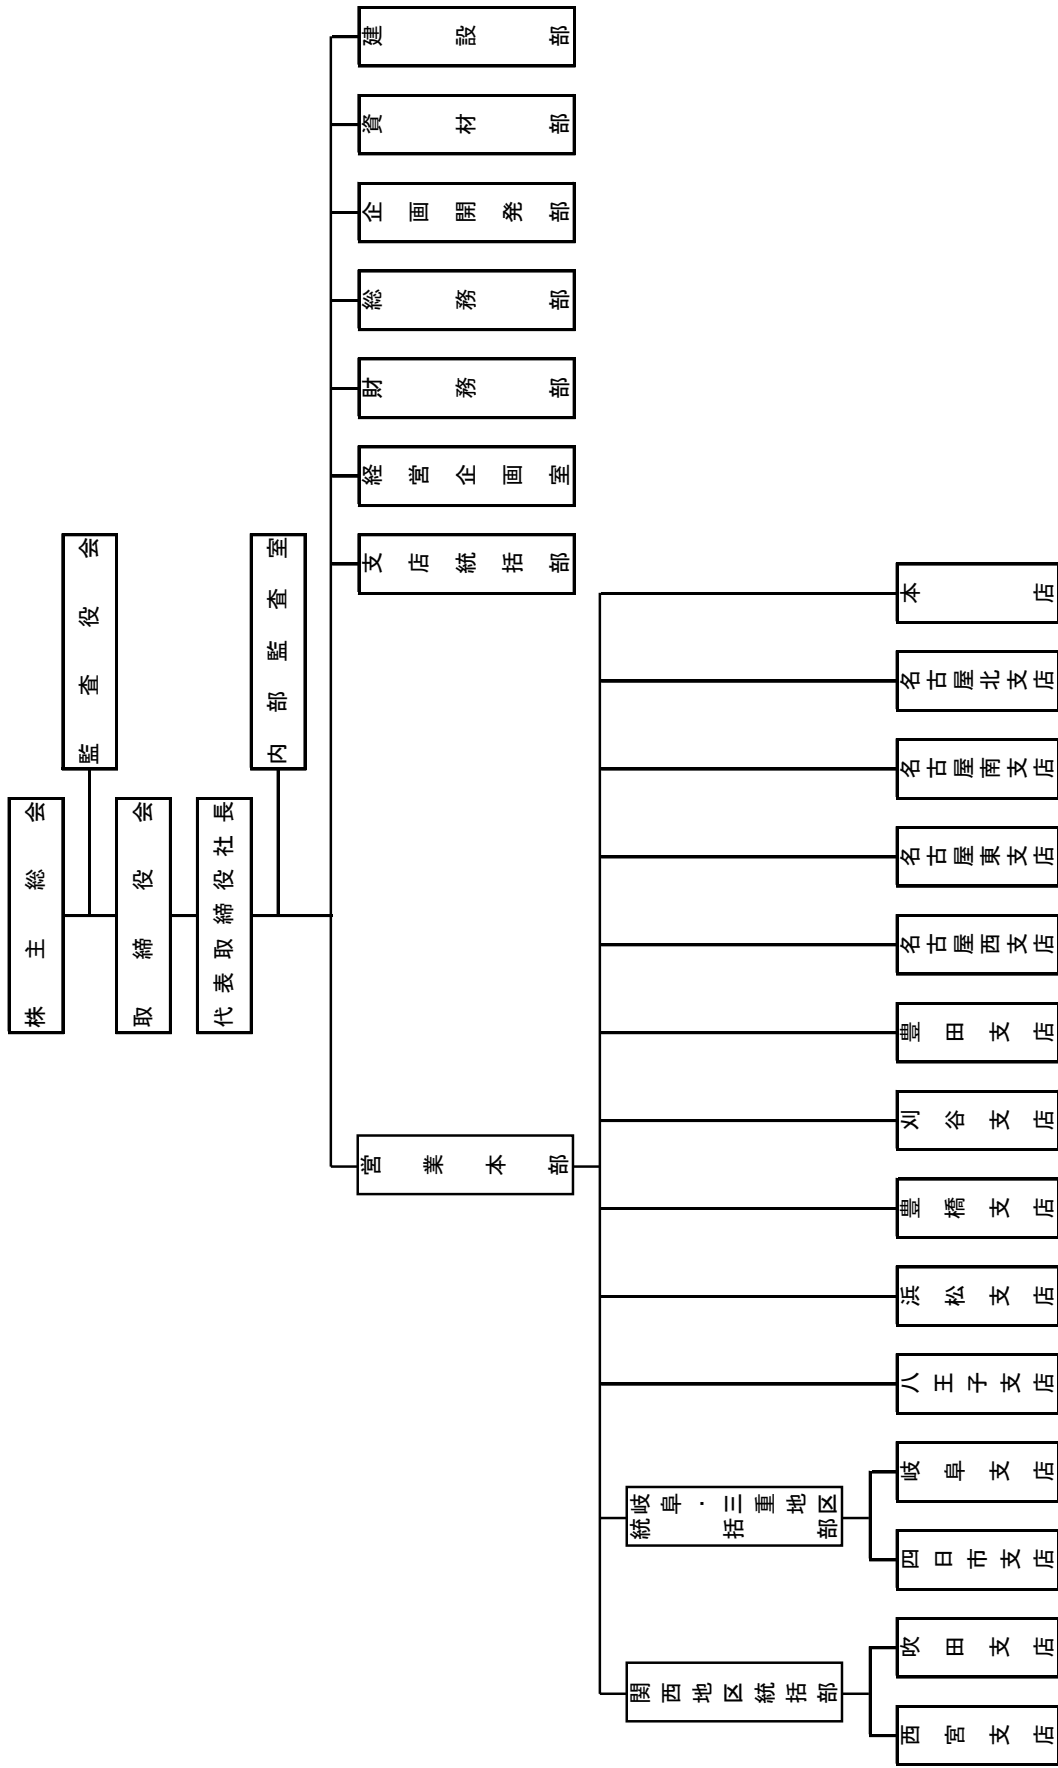 株主総会
監査役会
取締役会
代表取締役社長
内部監査室
建設部
資材部
企画開発部
総務部
財務部
経営企画室
支店統括部
営業本部
本店
名古屋北支店
名古屋南支店
名古屋東支店
名古屋西支店
豊田支店
刈谷支店
豊橋支店
浜松支店
八王子支店
岐阜・三重地区
統括部
岐阜支店
四日市支店
関西地区統括部
吹田支店
西宮支店